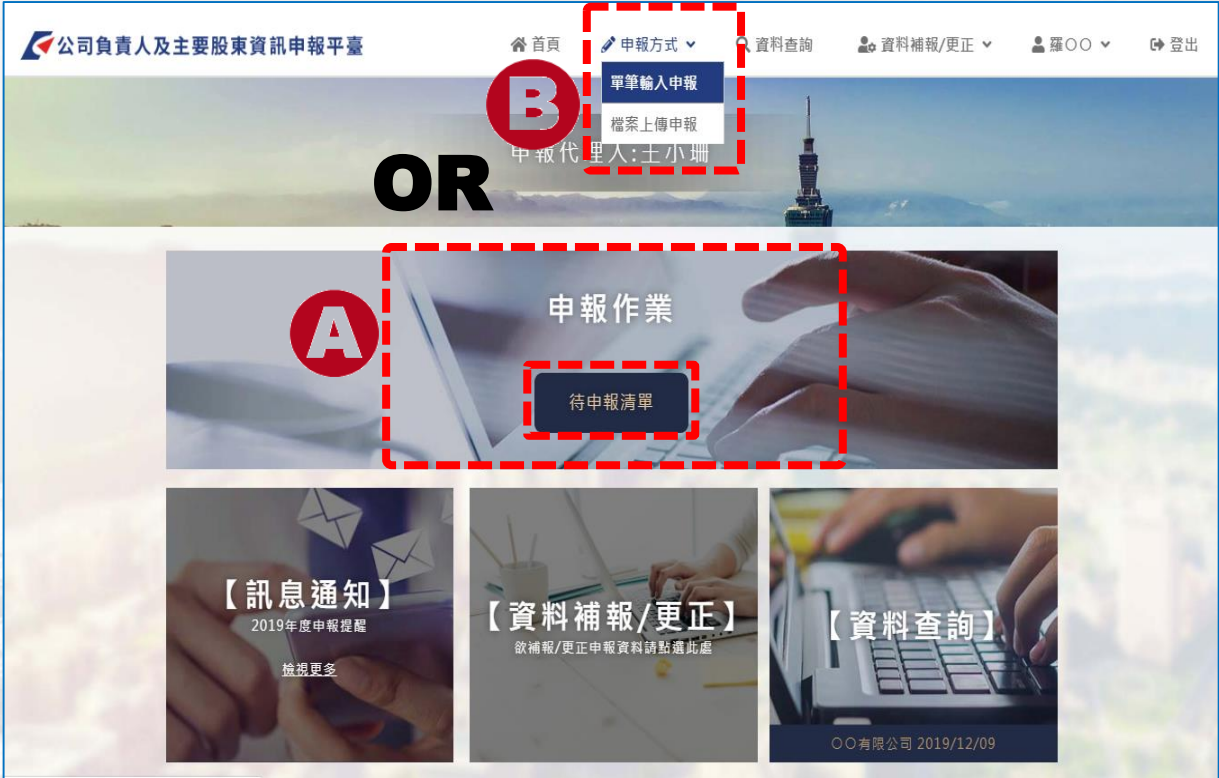 公司負責人及主要股東資訊申報平臺
首頁
申報方式
資料查詢
資料補報/更正
羅○○
登出
B
單筆輸入申報
檔案上傳申報
申報代理人:王小珊
OR
A
申報作業
待申報清單
【訊息通知】
2019年度申報提醒
檢視更多
【資料補報/更正】
欲補報/更正申報資料請點選此處
【資料查詢】
○○有限公司 2019/12/09